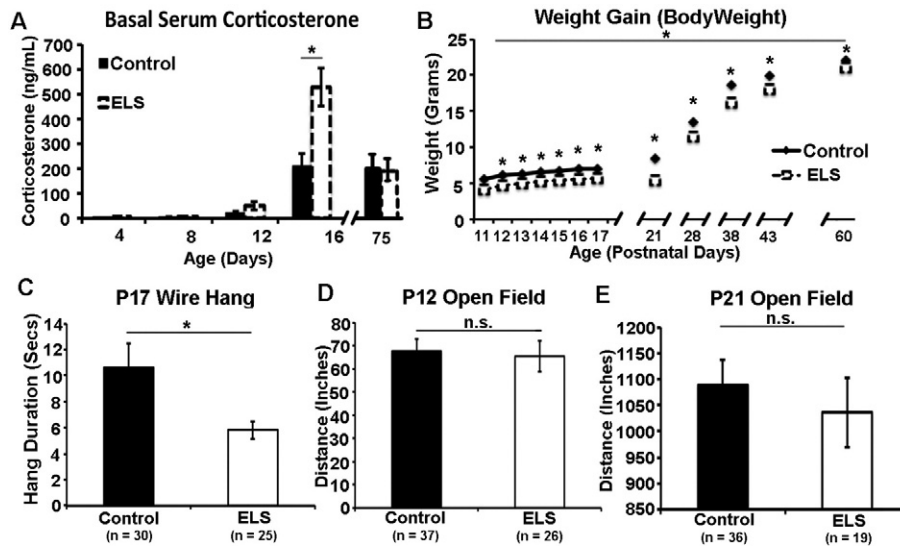 A
Basal Serum Corticosterone
Corticosterone (ng/mL)
700
600
500
400
300
200
100
0
Control
ELS
*
4 8 12 16 75
Age (Days)
B
Weight Gain (BodyWeight)
Weight (Grams)
25
20
15
10
5
0
*
* * * * * * * * * * *
Control
ELS
11 12 13 14 15 16 17 21 28 38 43 60
Age (Postnatal Days)
C
P17 Wire Hang
Hang Duration (Secs)
14
12
10
8
6
4
2
0
*
Control ELS
(n = 30) (n = 25)
D
P12 Open Field
Distance (Inches)
80
70
60
50
40
30
20
10
0
n.s.
Control ELS
(n = 37) (n = 26)
E
P21 Open Field
Distance (Inches)
1200
1150
1100
1050
1000
950
900
850
n.s.
Control ELS
(n = 36) (n = 19)